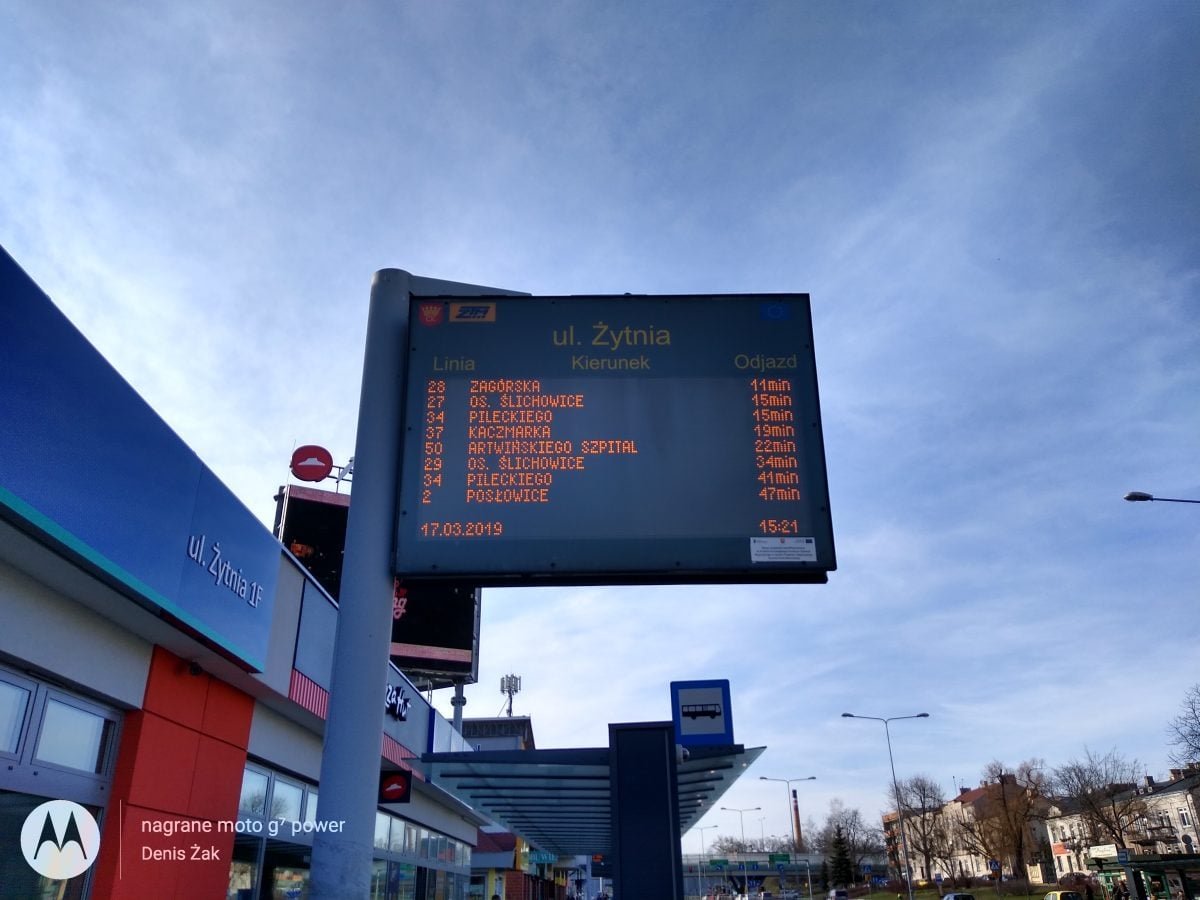 ZTM
ul. Żytnia
Linia Kierunek Odjazd
28 ZAGÓRSKA 11min
27 OS. ŚLICHOWICE 15min
34 PILECKIEGO 15min
37 KACZMARKA 19min
50 ARTWIŃSKIEGO SZPITAL 22min
29 OS. ŚLICHOWICE 34min
34 PILECKIEGO 41min
2 POSŁOWICE 47min
17.03.2019 15:21
ul. Żytnia 1F
nagrane moto g⁷ power
Denis Żak